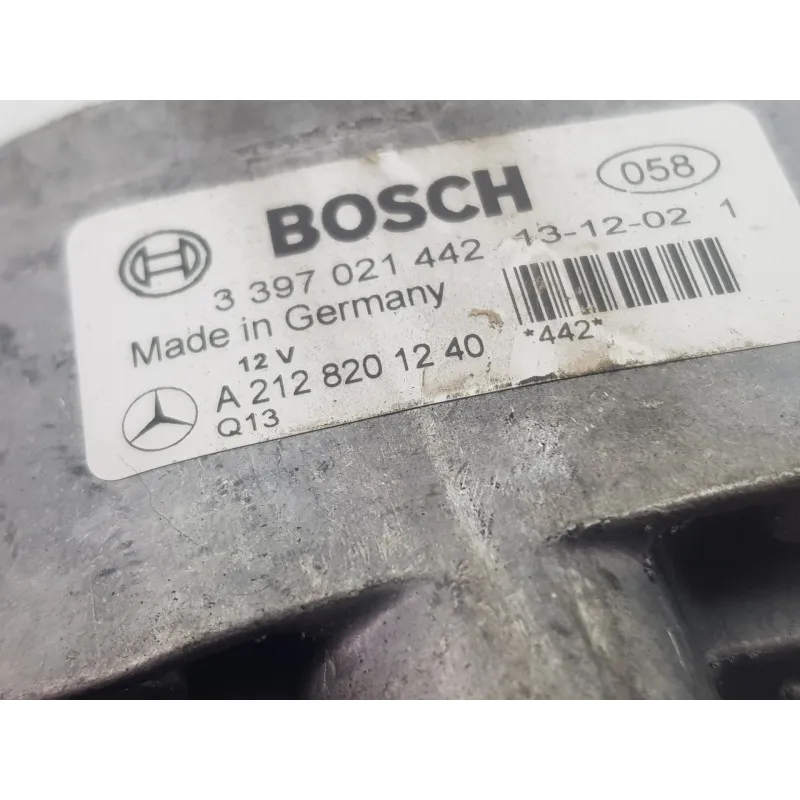 BOSCH 058
3 397 021 442 13-12-02 1
Made in Germany
12 V
*442*
A 212 820 12 40
Q13